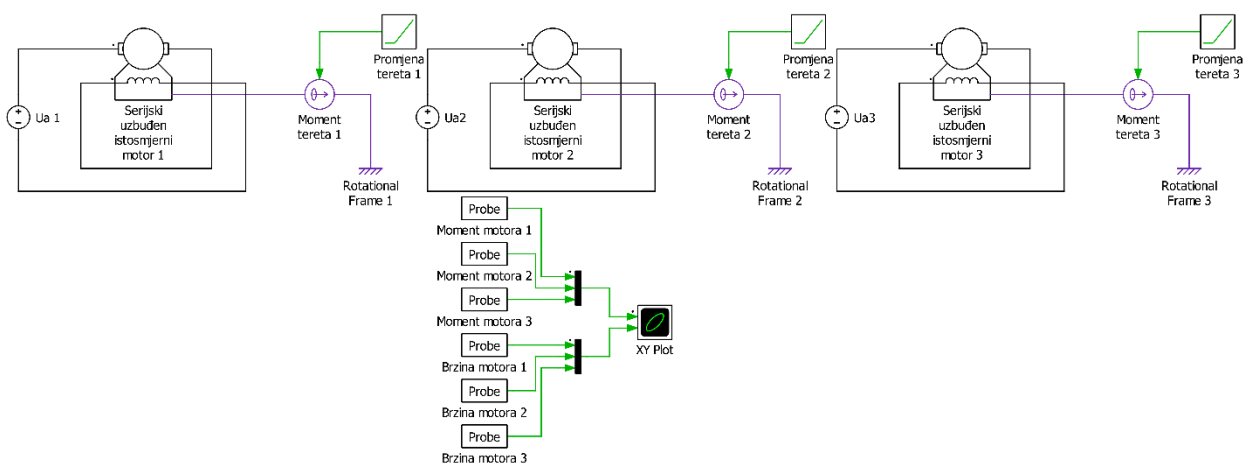 Ua 1
Serijski
uzbuđen
istosmjerni
motor 1
Promjena
tereta 1
Moment
tereta 1
Rotational
Frame 1
Ua2
Serijski
uzbuđen
istosmjerni
motor 2
Promjena
tereta 2
Moment
tereta 2
Rotational
Frame 2
Ua3
Serijski
uzbuđen
istosmjerni
motor 3
Promjena
tereta 3
Moment
tereta 3
Rotational
Frame 3
Probe
Moment motora 1
Probe
Moment motora 2
Probe
Moment motora 3
Probe
Brzina motora 1
Probe
Brzina motora 2
Probe
Brzina motora 3
XY Plot